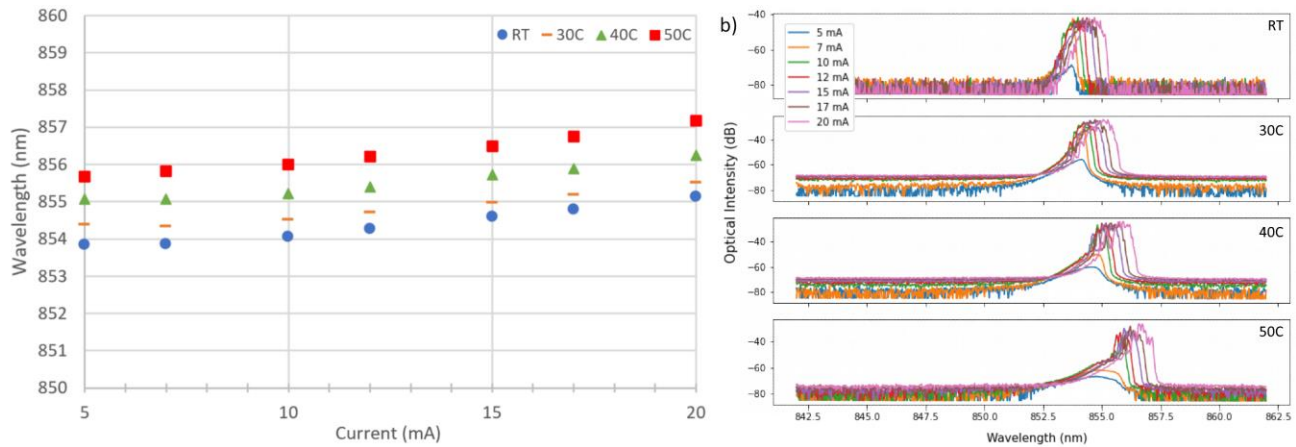 860
859
858
857
856
855
854
853
852
851
850
Wavelength (nm)
RT 30C 40C 50C
5 10 15 20
Current (mA)
b)
Optical Intensity (dB)
−40
−60
−80
RT
5 mA
7 mA
10 mA
12 mA
15 mA
17 mA
20 mA
−40
−60
−80
30C
−40
−60
−80
40C
−40
−60
−80
50C
842.5 845.0 847.5 850.0 852.5 855.0 857.5 860.0 862.5
Wavelength (nm)